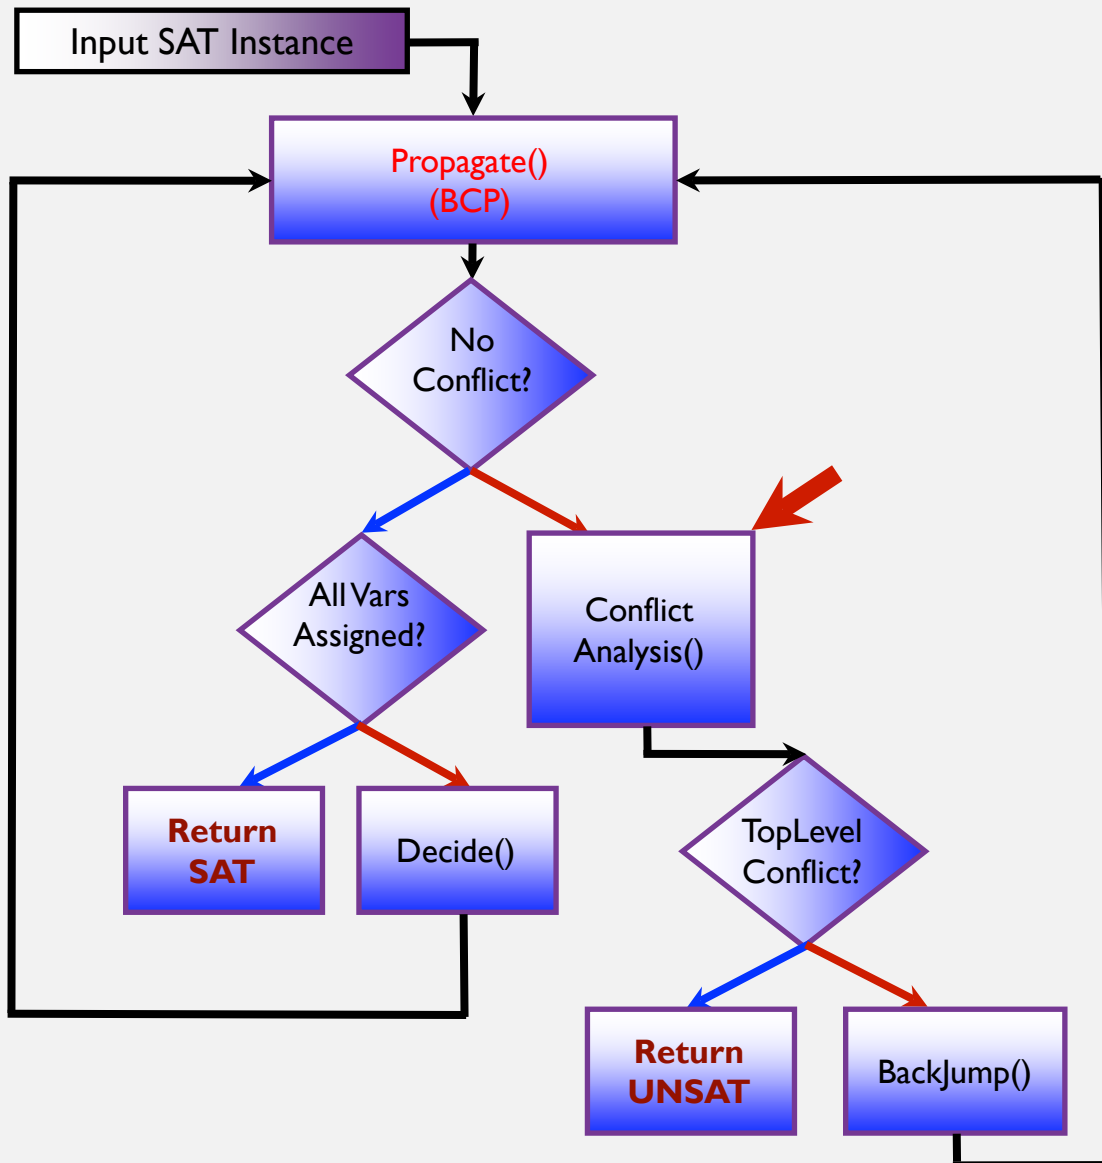 Input SAT Instance
Propagate()
(BCP)
No
Conflict?
All Vars
Assigned?
Conflict
Analysis()
Return
SAT
Decide()
TopLevel
Conflict?
Return
UNSAT
BackJump()